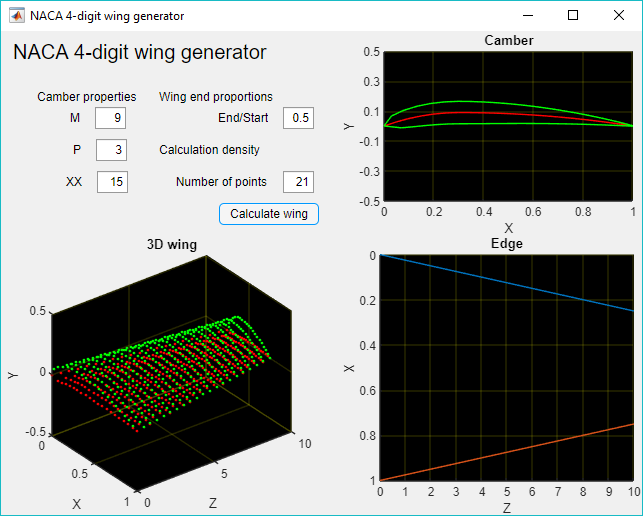 NACA 4-digit wing generator
NACA 4-digit wing generator
Camber properties
Wing end proportions
M 9
End/Start 0.5
P 3
Calculation density
XX 15
Number of points 21
Calculate wing
Camber
0.5
0.3
0.1
-0.1
-0.3
-0.5
Y
0 0.2 0.4 0.6 0.8 1
X
3D wing
0.5
0
-0.5
Y
0
0.5
1
X
0
5
10
Z
Edge
0
0.2
0.4
0.6
0.8
1
X
0 1 2 3 4 5 6 7 8 9 10
Z